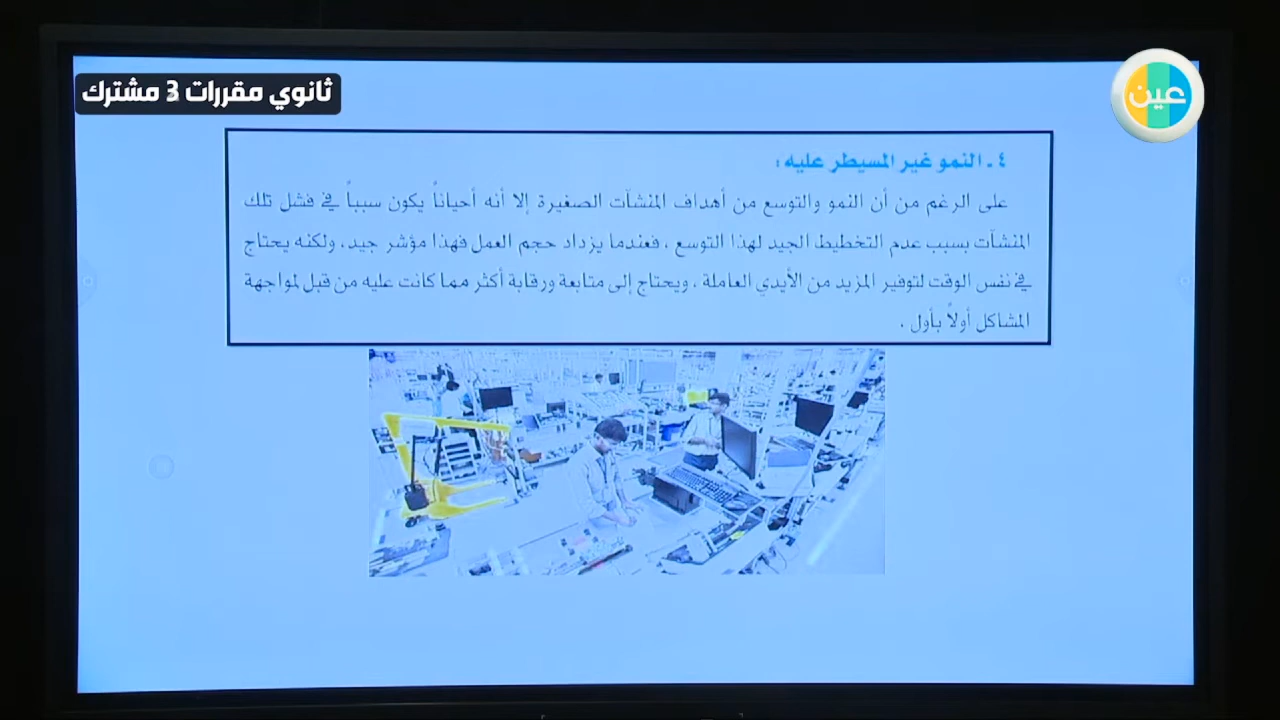 ثانوي مقررات 3 مشترك
عين
٤ ـ النمو غير المسيطر عليه :
على الرغم من أن النمو والتوسع من أهداف المنشآت الصغيرة إلا أنه أحياناً يكون سبباً في فشل تلك
المنشآت بسبب عدم التخطيط الجيد لهذا التوسع ، فعندما يزداد حجم العمل فهذا مؤشر جيد ، ولكنه يحتاج
في نفس الوقت لتوفير المزيد من الأيدي العاملة ، ويحتاج إلى متابعة ورقابة أكثر مما كانت عليه من قبل لمواجهة
المشاكل أولاً بأول .